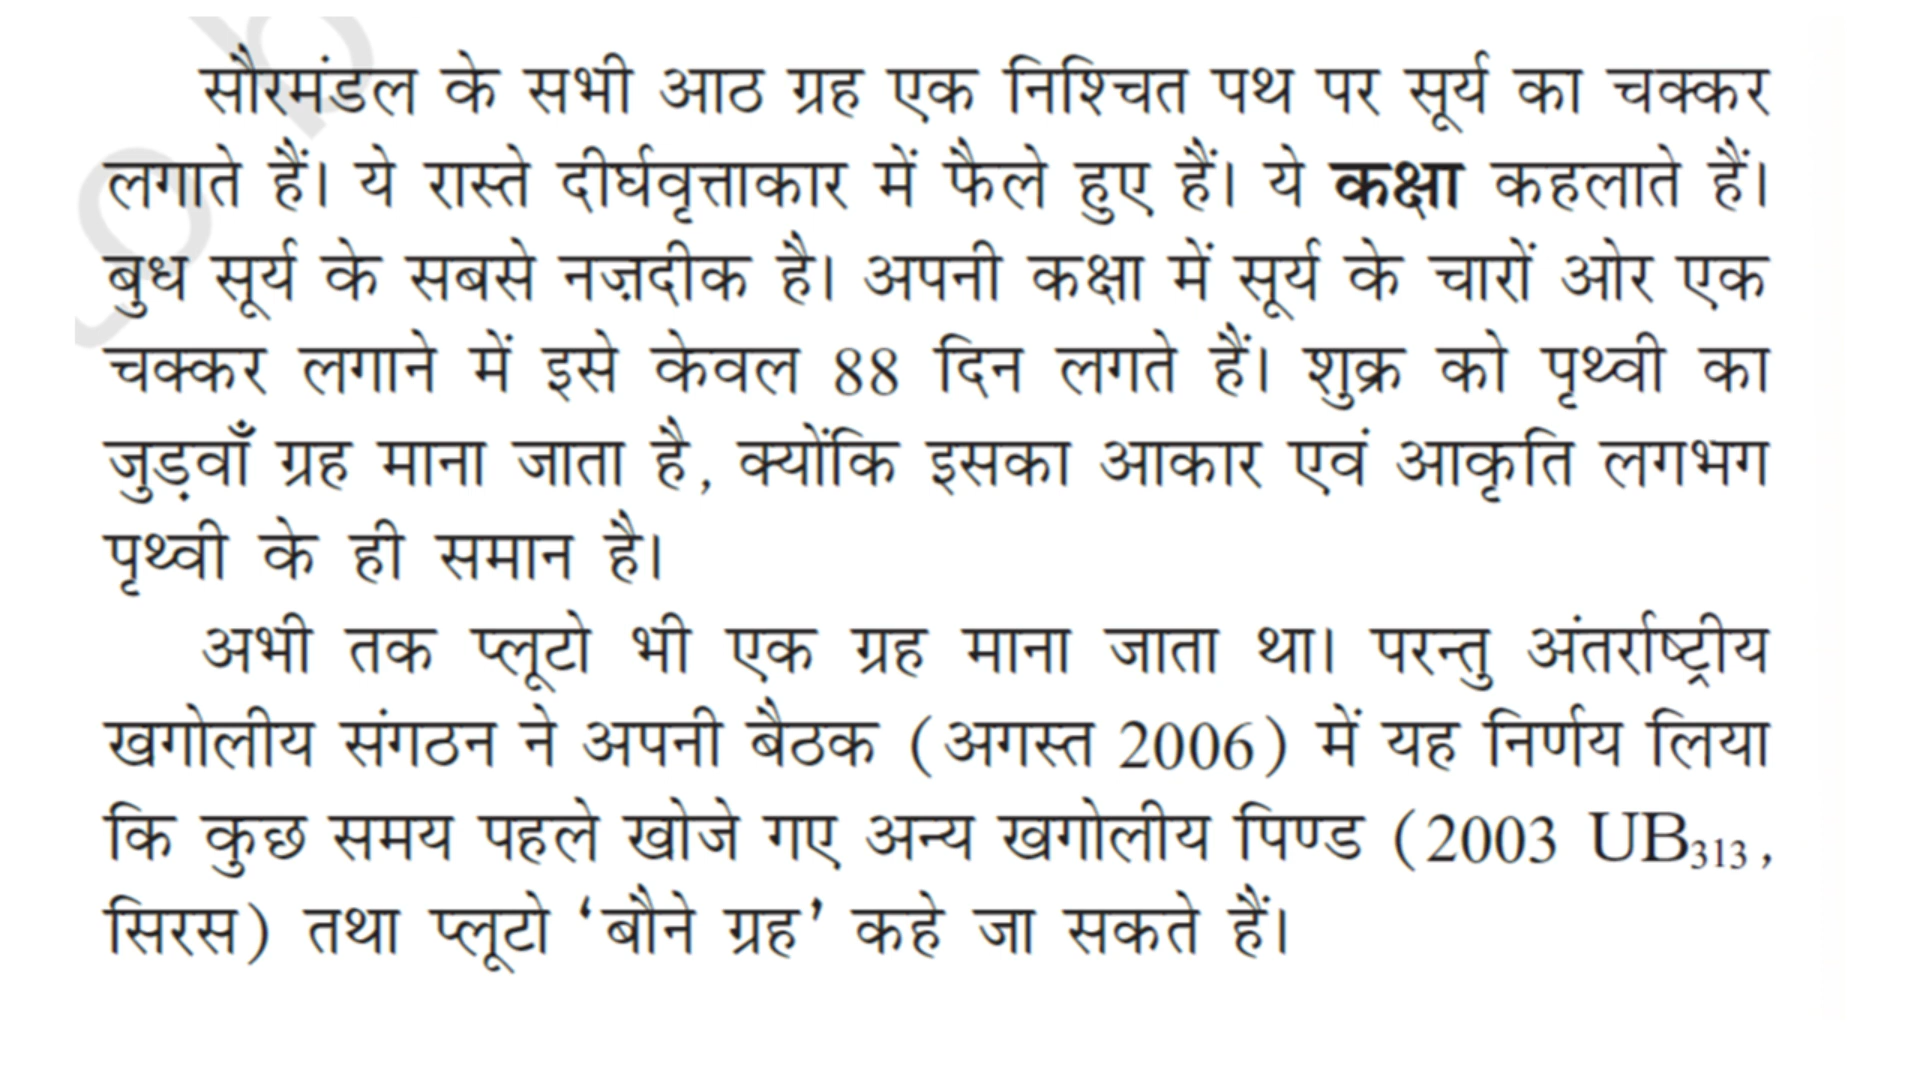 सौरमंडल के सभी आठ ग्रह एक निश्चित पथ पर सूर्य का चक्कर
लगाते हैं। ये रास्ते दीर्घवृत्ताकार में फैले हुए हैं। ये कक्षा कहलाते हैं।
बुध सूर्य के सबसे नज़दीक है। अपनी कक्षा में सूर्य के चारों ओर एक
चक्कर लगाने में इसे केवल 88 दिन लगते हैं। शुक्र को पृथ्वी का
जुड़वाँ ग्रह माना जाता है, क्योंकि इसका आकार एवं आकृति लगभग
पृथ्वी के ही समान है।
अभी तक प्लूटो भी एक ग्रह माना जाता था। परन्तु अंतर्राष्ट्रीय
खगोलीय संगठन ने अपनी बैठक (अगस्त 2006) में यह निर्णय लिया
कि कुछ समय पहले खोजे गए अन्य खगोलीय पिण्ड (2003 UB₃₁₃,
सिरस) तथा प्लूटो ‘बौने ग्रह’ कहे जा सकते हैं।